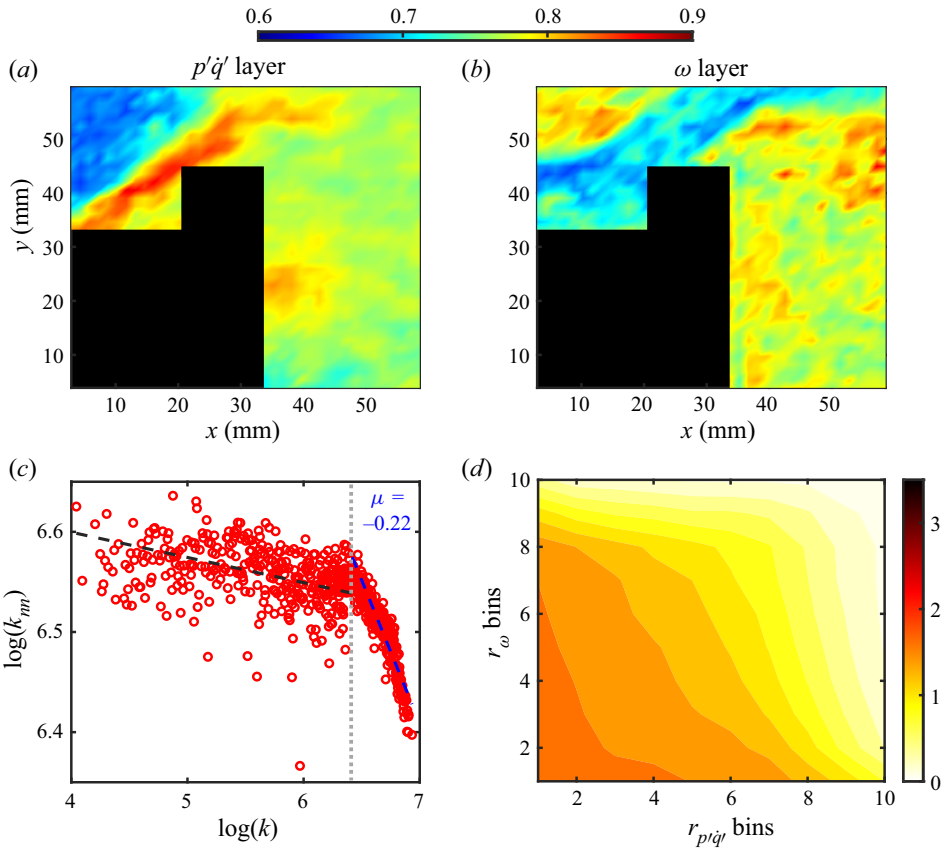 0.6 0.7 0.8 0.9
(a) p′q̇′ layer
(b) ω layer
50
40
30
20
10
y (mm)
10 20 30 40 50
x (mm)
50
40
30
20
10
10 20 30 40 50
x (mm)
(c)
μ =
–0.22
6.6
6.5
6.4
log(k_nn)
4 5 6 7
log(k)
(d)
10
8
6
4
2
r_ω bins
2 4 6 8 10
r_p′q̇′ bins
3
2
1
0